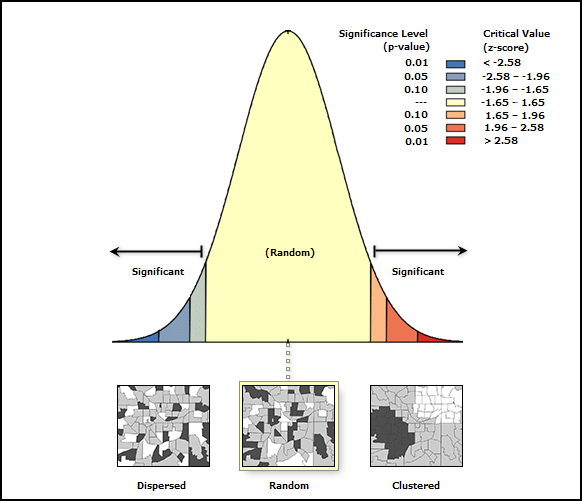 Significance Level Critical Value
(p-value) (z-score)
0.01 < -2.58
0.05 -2.58 – -1.96
0.10 -1.96 – -1.65
--- -1.65 – 1.65
0.10 1.65 – 1.96
0.05 1.96 – 2.58
0.01 > 2.58
(Random)
Significant Significant
Dispersed Random Clustered